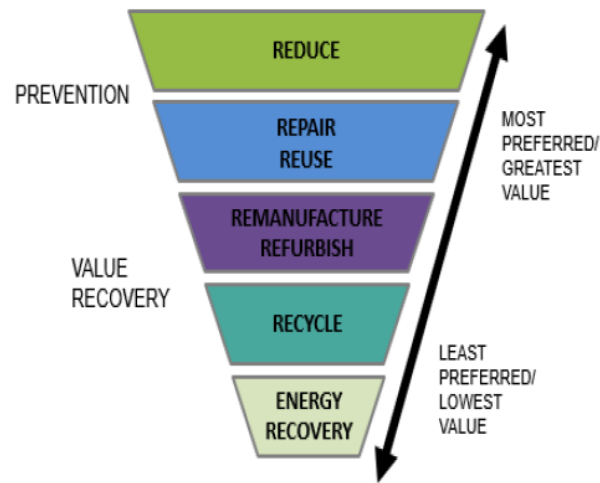 REDUCE
PREVENTION
REPAIR
REUSE
MOST
PREFERRED/
GREATEST
VALUE
REMANUFACTURE
REFURBISH
VALUE
RECOVERY
RECYCLE
LEAST
PREFERRED/
LOWEST
VALUE
ENERGY
RECOVERY